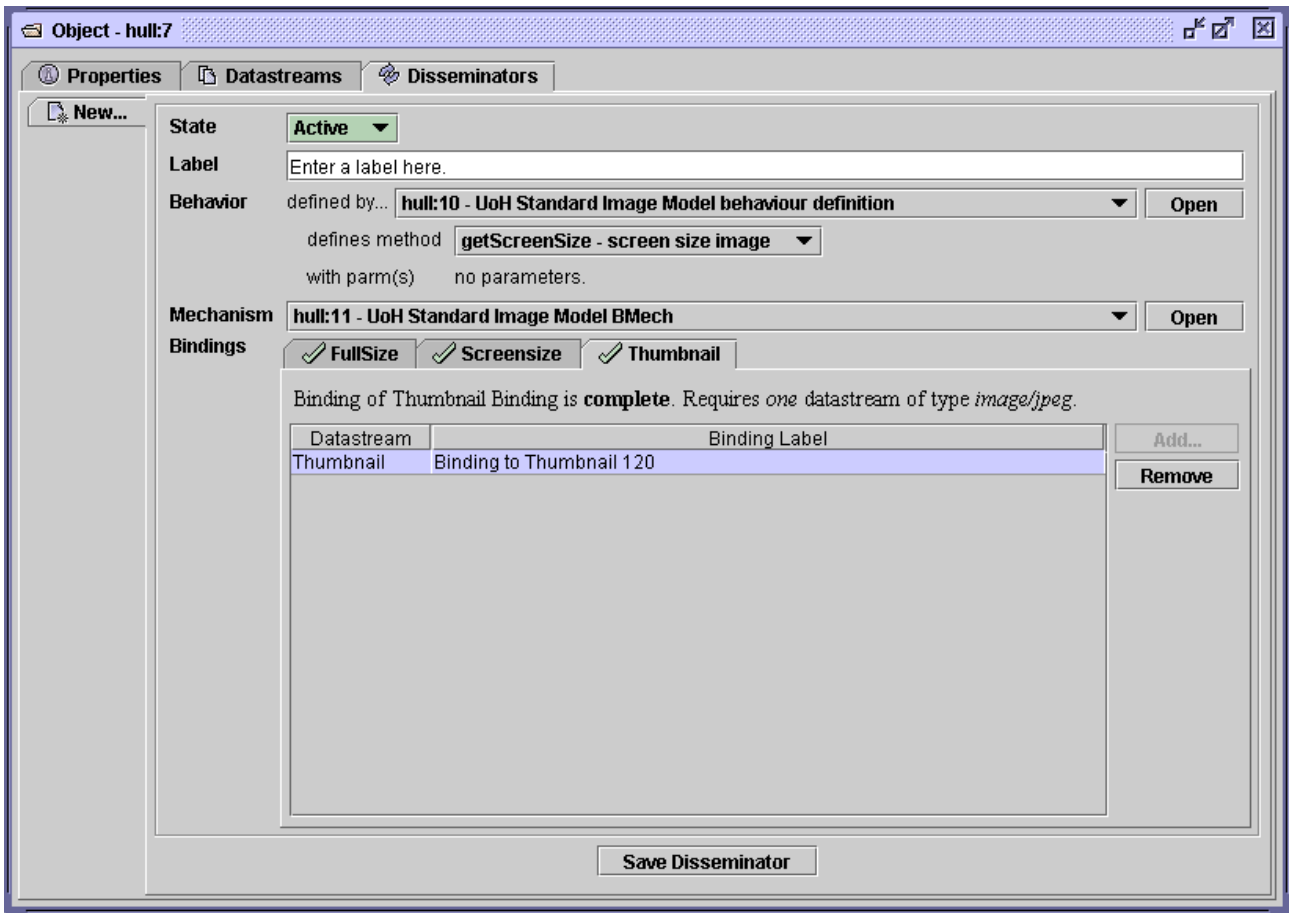 Object - hull:7
Properties Datastreams Disseminators
New...
State Active
Label Enter a label here.
Behavior defined by... hull:10 - UoH Standard Image Model behaviour definition Open
defines method getScreenSize - screen size image
with parm(s) no parameters.
Mechanism hull:11 - UoH Standard Image Model BMech Open
Bindings FullSize Screensize Thumbnail
Binding of Thumbnail Binding is complete. Requires one datastream of type image/jpeg.
Datastream Binding Label Add...
Thumbnail Binding to Thumbnail 120
Remove
Save Disseminator